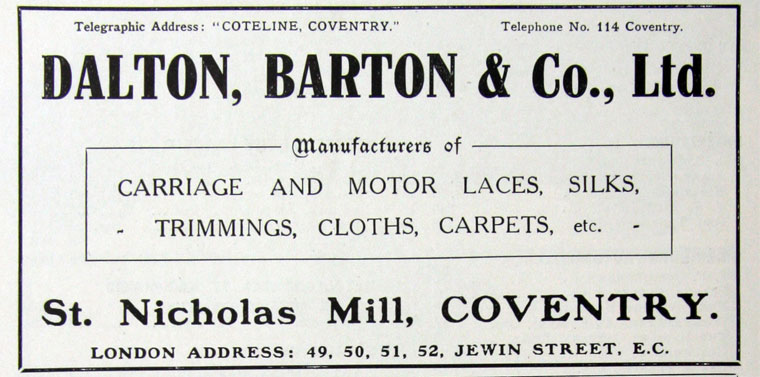 Telegraphic Address: "COTELINE, COVENTRY." Telephone No. 114 Coventry.
DALTON, BARTON & Co., Ltd.
Manufacturers of
CARRIAGE AND MOTOR LACES, SILKS,
- TRIMMINGS, CLOTHS, CARPETS, etc. -
St. Nicholas Mill, COVENTRY.
LONDON ADDRESS: 49, 50, 51, 52, JEWIN STREET, E.C.